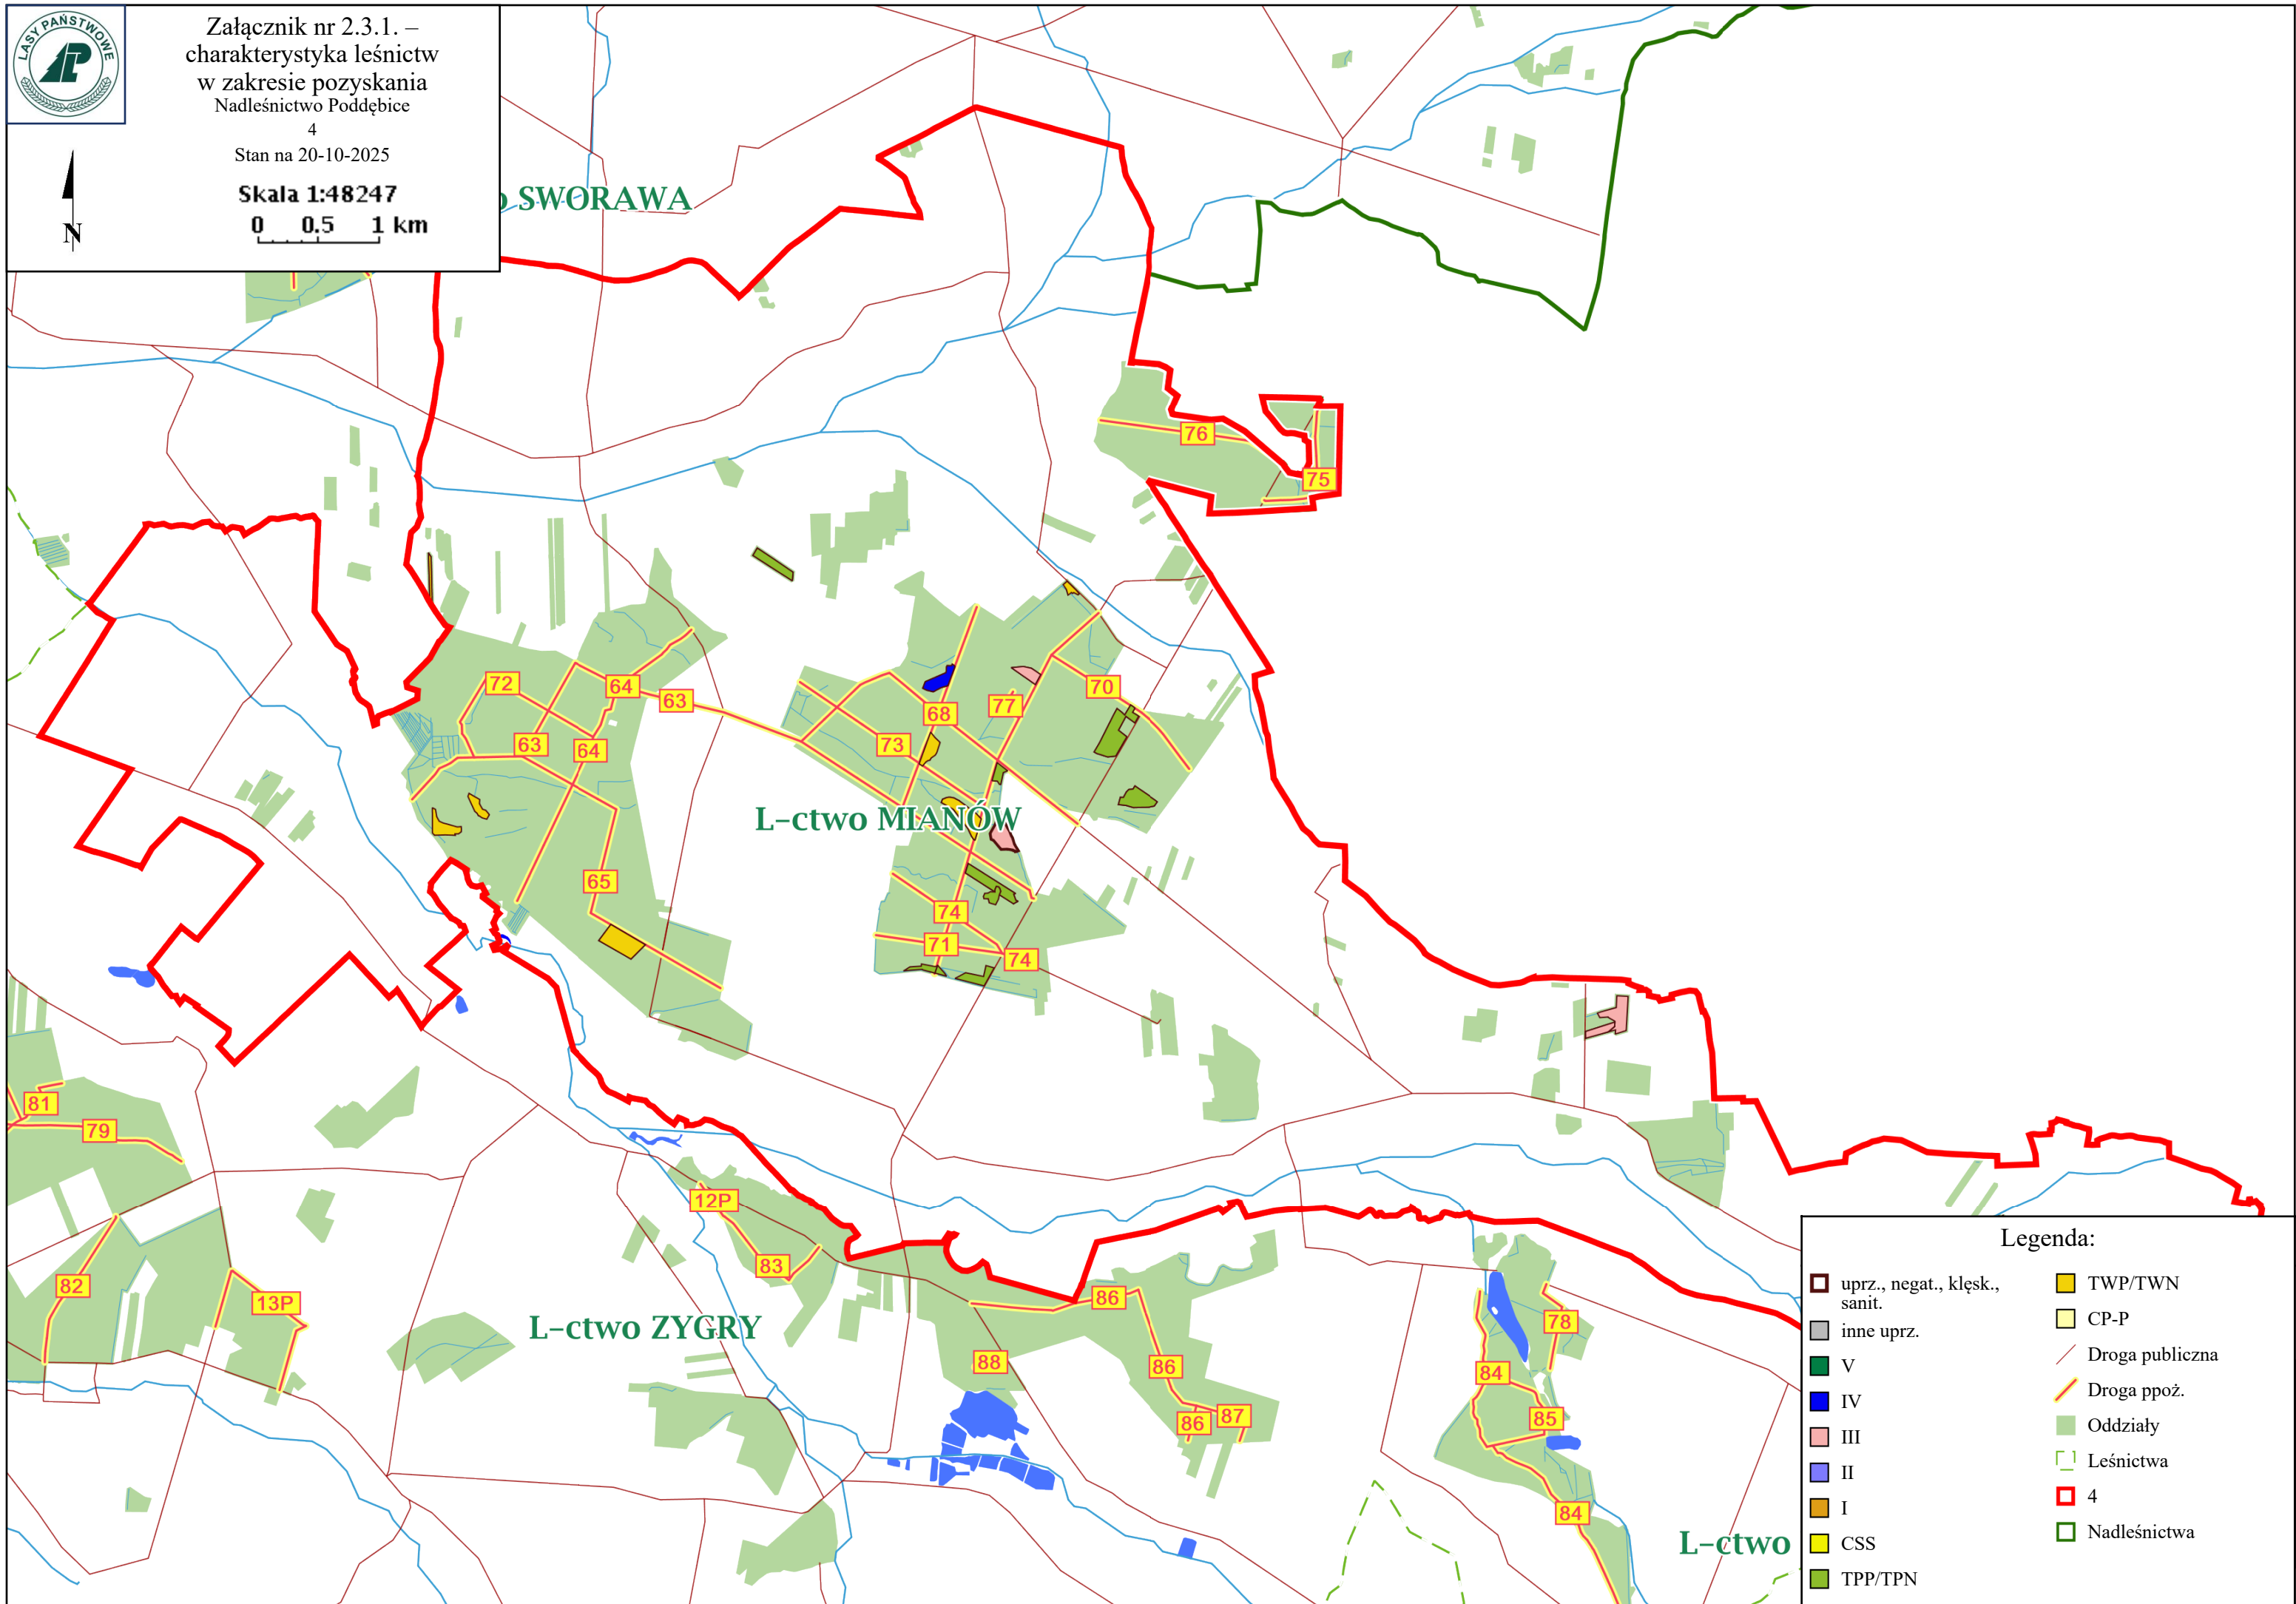 LASY PAŃSTWOWE
Załącznik nr 2.3.1. –
charakterystyka leśnictw
w zakresie pozyskania
Nadleśnictwo Poddębice
4
Stan na 20-10-2025
Skala 1:48247
0 0.5 1 km
N
SWORAWA
76
75
72
64
63
70
77
68
63
64
73
L-ctwo MIANÓW
65
74
71
74
81
79
12P
83
82
13P
86
L-ctwo ZYGRY
78
88
86
84
86
87
85
84
L-ctwo
Legenda:
uprz., negat., klęsk.,
sanit.
inne uprz.
V
IV
III
II
I
CSS
TPP/TPN
TWP/TWN
CP-P
Droga publiczna
Droga ppoż.
Oddziały
Leśnictwa
4
Nadleśnictwa